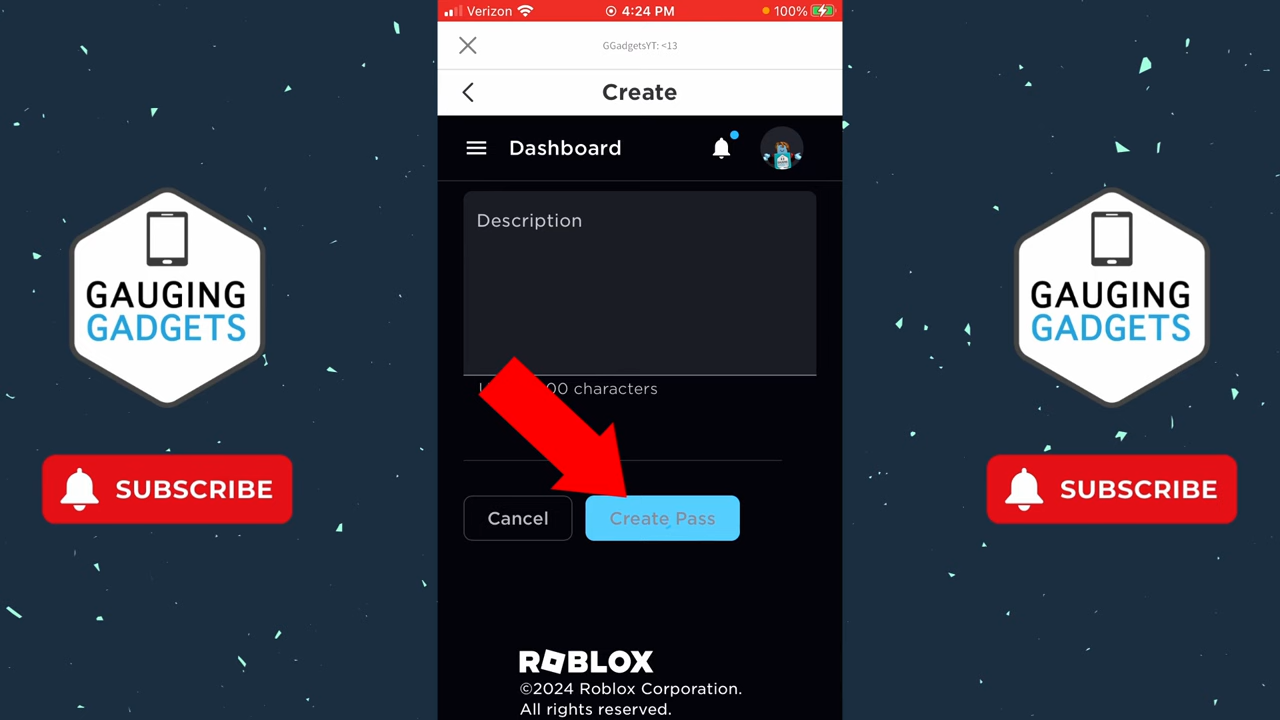 Verizon
4:24 PM
100%
GGadgetsYT: <13
Create
Dashboard
Description
00 characters
Cancel
Create Pass
ROBLOX
©2024 Roblox Corporation.
All rights reserved.
GAUGING
GADGETS
SUBSCRIBE
GAUGING
GADGETS
SUBSCRIBE